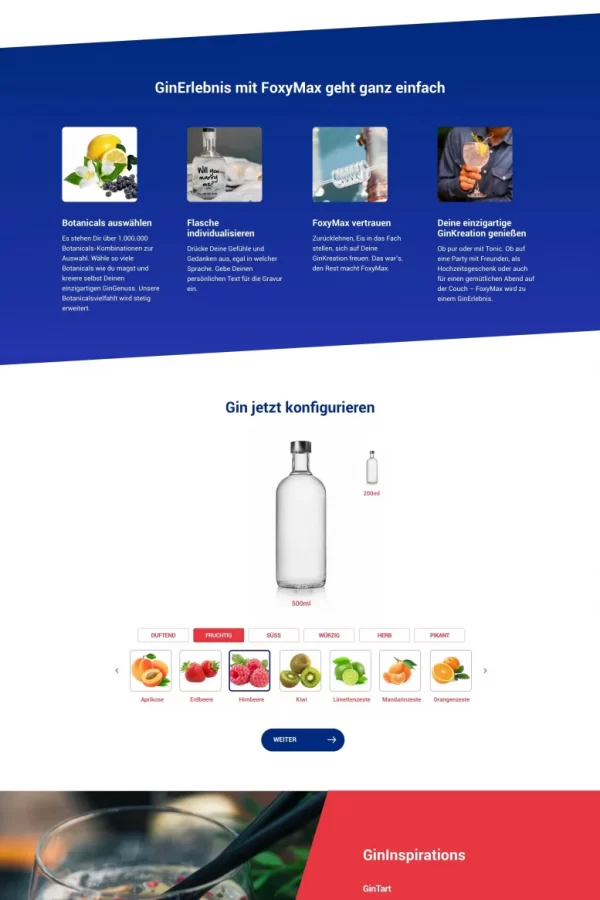 GinErlebnis mit FoxyMax geht ganz einfach
Botanicals auswählen
Es stehen Dir über 1.000.000
Botanicals-Kombinationen zur
Auswahl. Wähle so viele
Botanicals wie du magst und
kreiere selbst Deinen
einzigartigen GinGenuss. Unsere
Botanicalsvielfahlt wird stetig
erweitert.
Flasche
individualisieren
Drücke Deine Gefühle und
Gedanken aus, egal in welcher
Sprache. Gebe Deinen
persönlichen Text für die Gravur
ein.
FoxyMax vertrauen
Zurücklehnen, Eis in das Fach
stellen, sich auf Deine
GinKreation freuen. Das war's,
den Rest macht FoxyMax.
Deine einzigartige
GinKreation genießen
Ob pur oder mit Tonic. Ob auf
eine Party mit Freunden, als
Hochzeitsgeschenk oder auch
für einen gemütlichen Abend auf
der Couch – FoxyMax wird zu
einem GinErlebnis.
Will you
marry
me?
Gin jetzt konfigurieren
200ml
500ml
DUFTEND
FRUCHTIG
SÜSS
WÜRZIG
HERB
PIKANT
Aprikose
Erdbeere
Himbeere
Kiwi
Limettenzeste
Mandarinzeste
Orangenzeste
WEITER
GinInspirations
GinTart